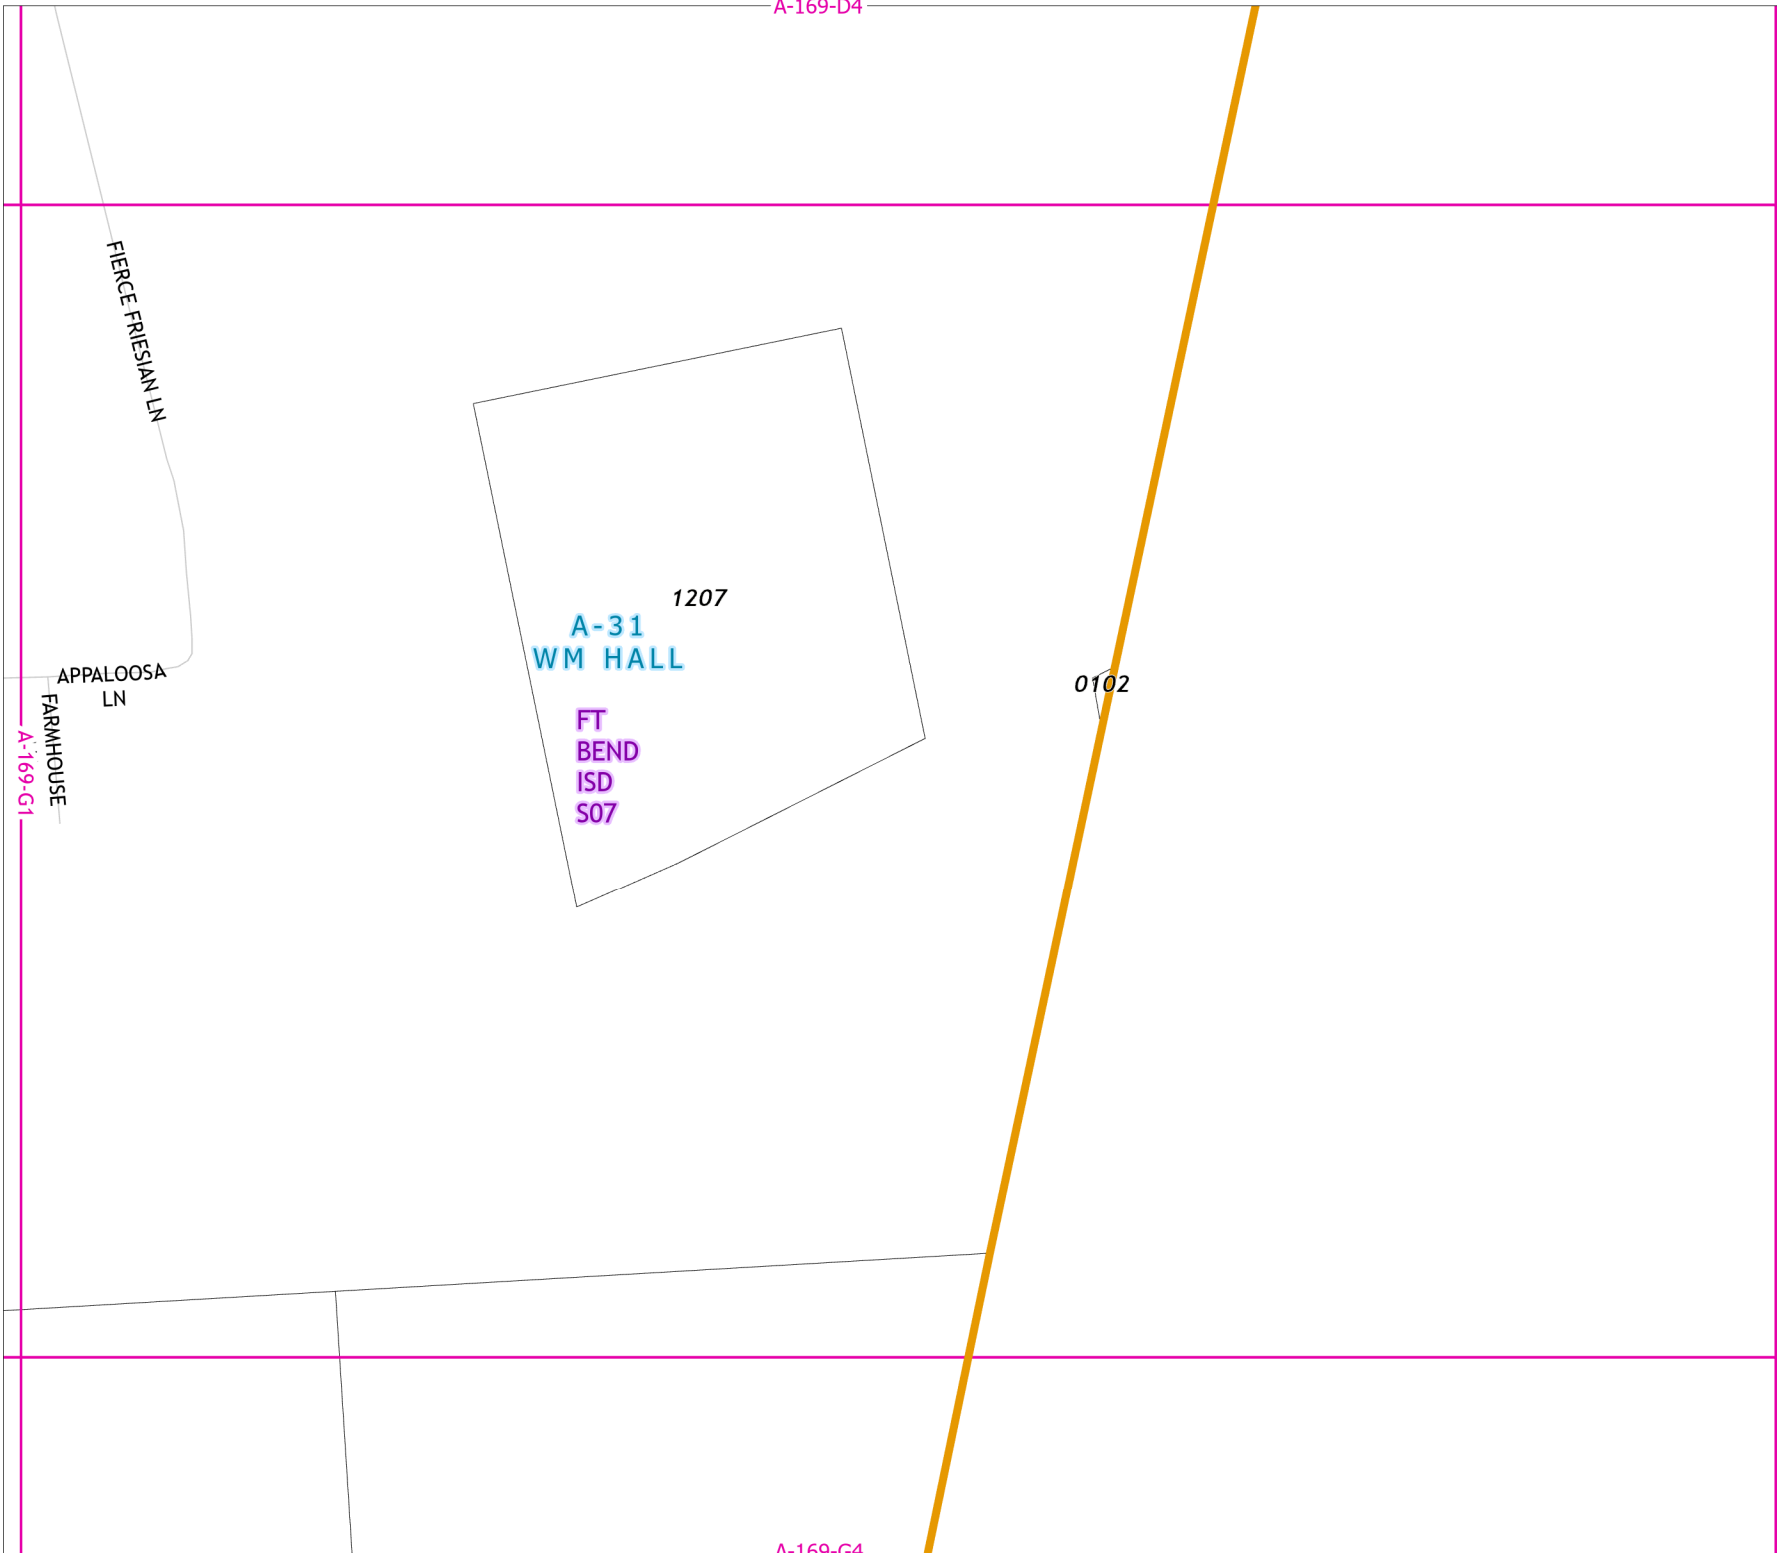 A-169-D4
FIERCE FRIESIAN LN
1207
A-31
WM HALL
APPALOOSA
LN
0102
FARMHOUSE
A-169-G1
FT
BEND
ISD
S07
A-169-G4